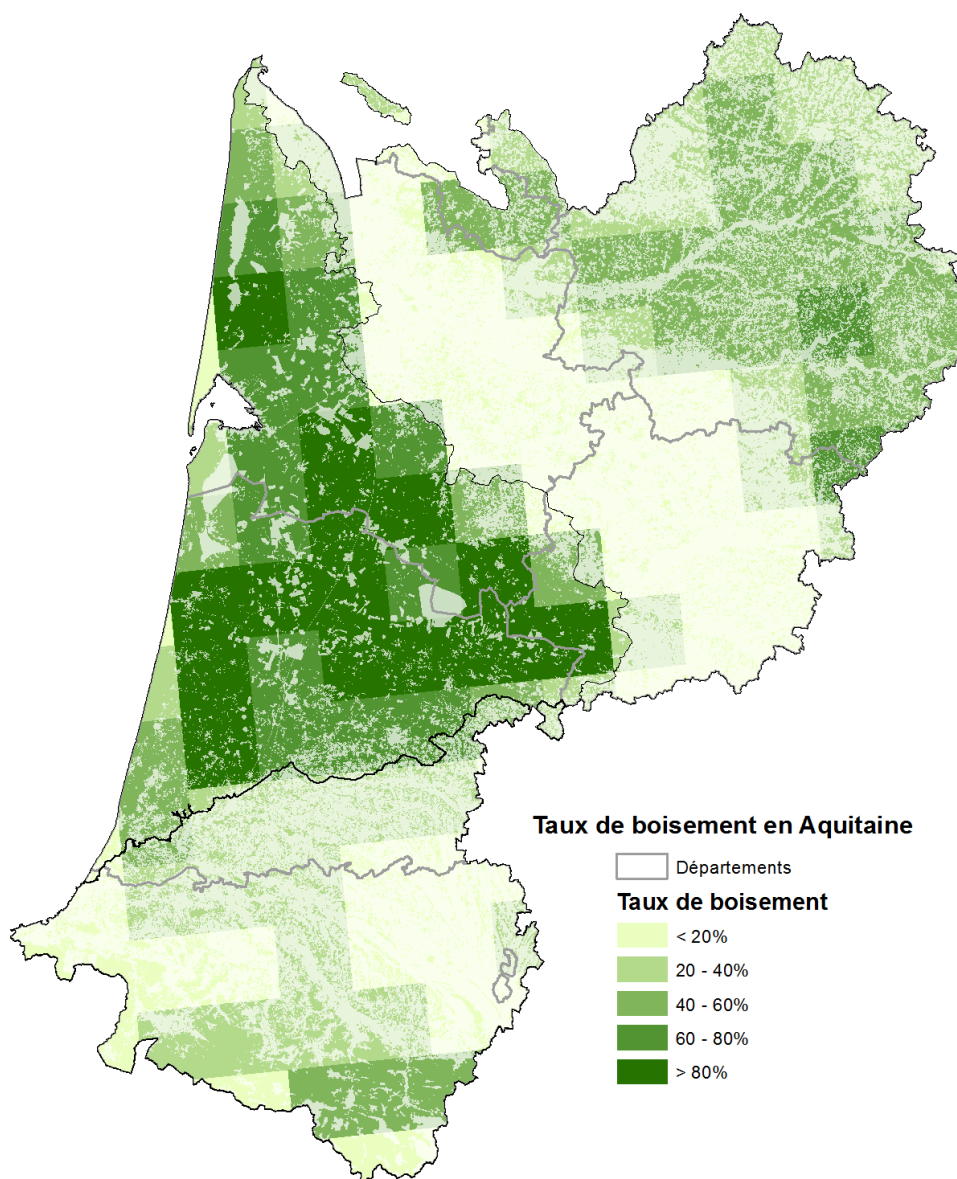 Taux de boisement en Aquitaine
Départements
Taux de boisement
< 20%
20 - 40%
40 - 60%
60 - 80%
> 80%